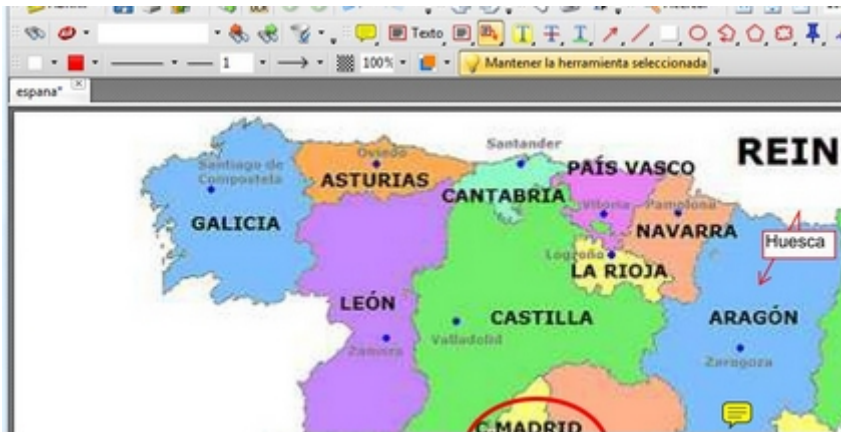 Texto
1
100%
Mantener la herramienta seleccionada
espana*
REIN
Santander
Oviedo
PAÍS VASCO
Santiago de
Compostela
ASTURIAS
CANTABRIA
Vitoria
Pamplona
GALICIA
NAVARRA
Huesca
Logroño
LA RIOJA
LEÓN
CASTILLA
ARAGÓN
Valladolid
Zamora
Zaragoza
C.MADRID